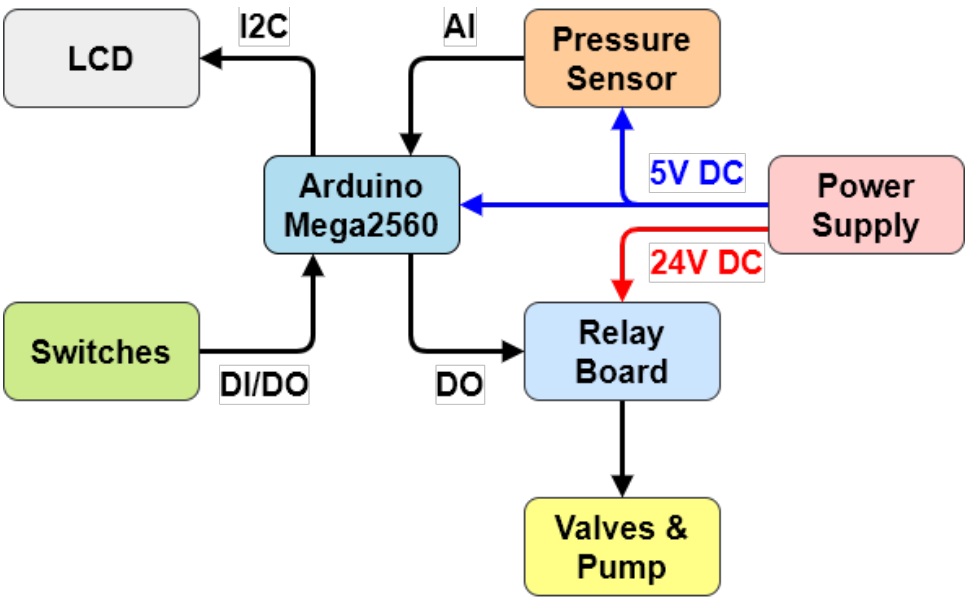 LCD
I2C
AI
Pressure
Sensor
Arduino
Mega2560
5V DC
Power
Supply
24V DC
Switches
DI/DO
DO
Relay
Board
Valves &
Pump